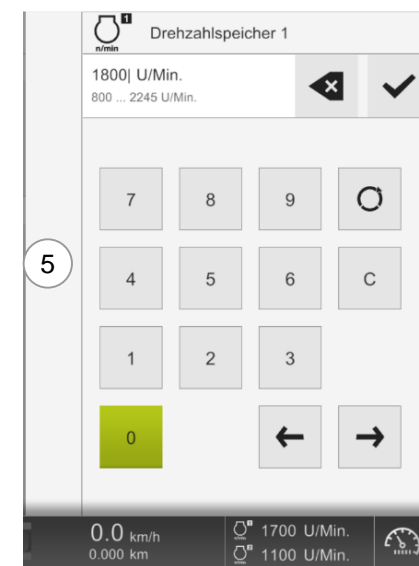 1
n/min
Drehzahlspeicher 1
1800| U/Min.
800 ... 2245 U/Min.
7 8 9
5
4 5 6 C
1 2 3
0
0.0 km/h
0.000 km
1700 U/Min.
1100 U/Min.